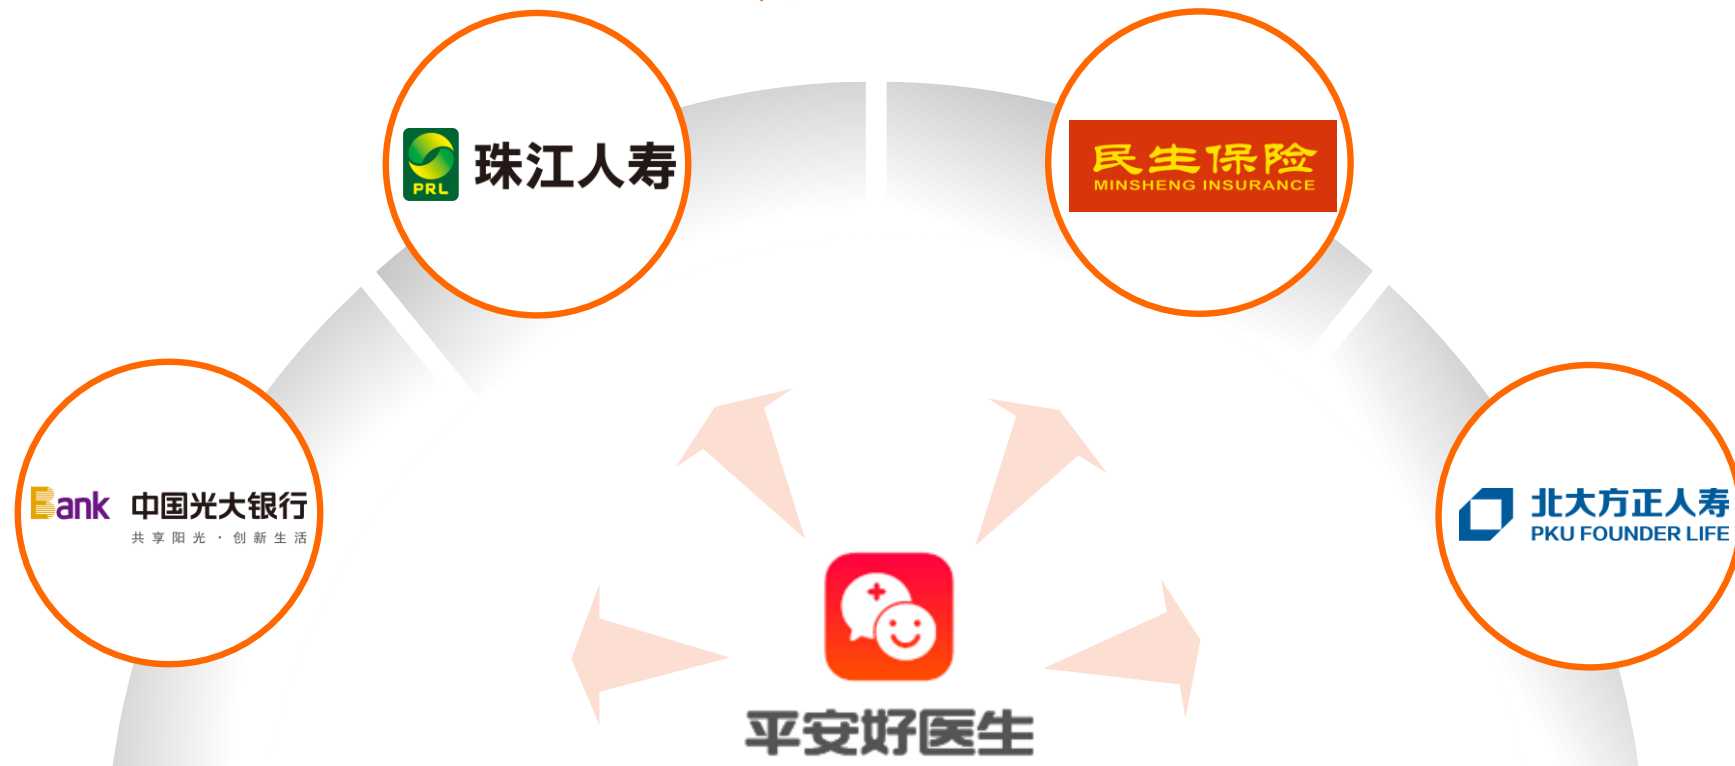 PRL
珠江人寿
民生保险
MINSHENG INSURANCE
Bank
中国光大银行
共享阳光·创新生活
北大方正人寿
PKU FOUNDER LIFE
平安好医生